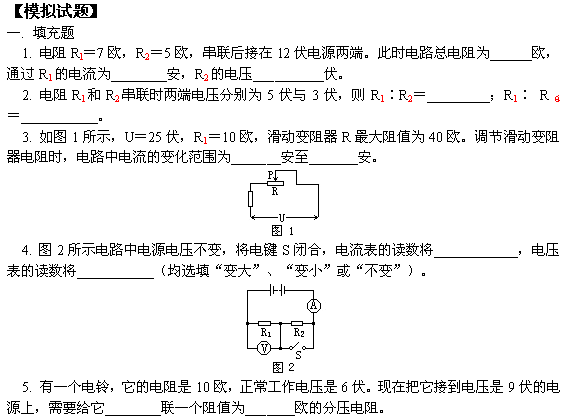 【模拟试题】
一. 填充题
1. 电阻 R1＝7 欧，R2＝5 欧，串联后接在 12 伏电源两端。此时电路总电阻为______欧，
通过 R1 的电流为________安，R2 的电压__________伏。
2. 电阻 R1 和 R2 串联时两端电压分别为 5 伏与 3 伏，则 R1∶R2＝_________；R1∶ R 总
＝___________。
3. 如图 1 所示，U＝25 伏，R1＝10 欧，滑动变阻器 R 最大阻值为 40 欧。调节滑动变阻
器电阻时，电路中电流的变化范围为_______安至_______安。
P
R
U
图 1
4. 图 2 所示电路中电源电压不变，将电键 S 闭合，电流表的读数将____________，电压
表的读数将___________（均选填“变大”、“变小”或“不变”）。
A
R1 R2
V S
图 2
5. 有一个电铃，它的电阻是 10 欧，正常工作电压是 6 伏。现在把它接到电压是 9 伏的电
源上，需要给它________联一个阻值为_______欧的分压电阻。